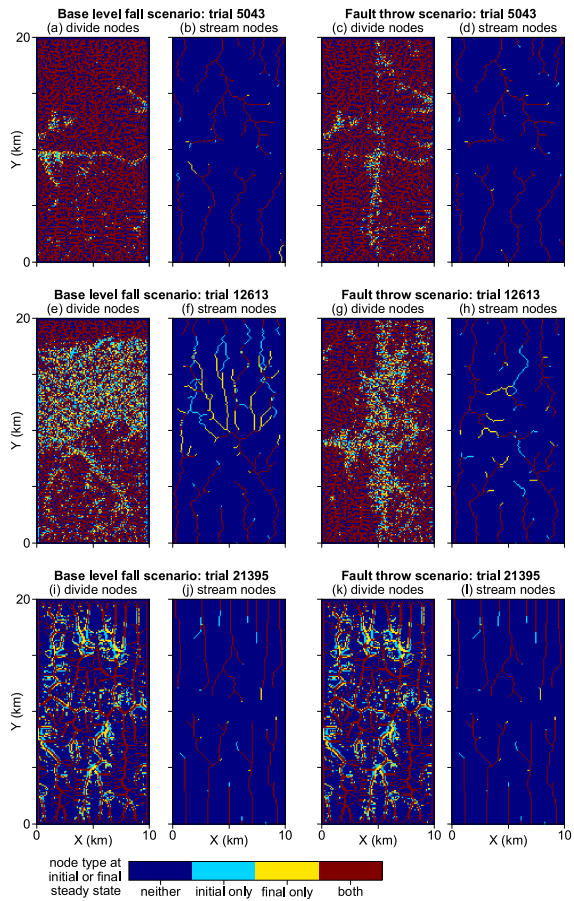 Base level fall scenario: trial 5043
Fault throw scenario: trial 5043
(a) divide nodes
(b) stream nodes
(c) divide nodes
(d) stream nodes
20
Y (km)
0
Base level fall scenario: trial 12613
Fault throw scenario: trial 12613
(e) divide nodes
(f) stream nodes
(g) divide nodes
(h) stream nodes
20
Y (km)
0
Base level fall scenario: trial 21395
Fault throw scenario: trial 21395
(i) divide nodes
(j) stream nodes
(k) divide nodes
(l) stream nodes
20
Y (km)
0
0 10 0 10
X (km)
0 10 0 10
X (km)
node type at
initial or final
steady state
neither initial only final only both